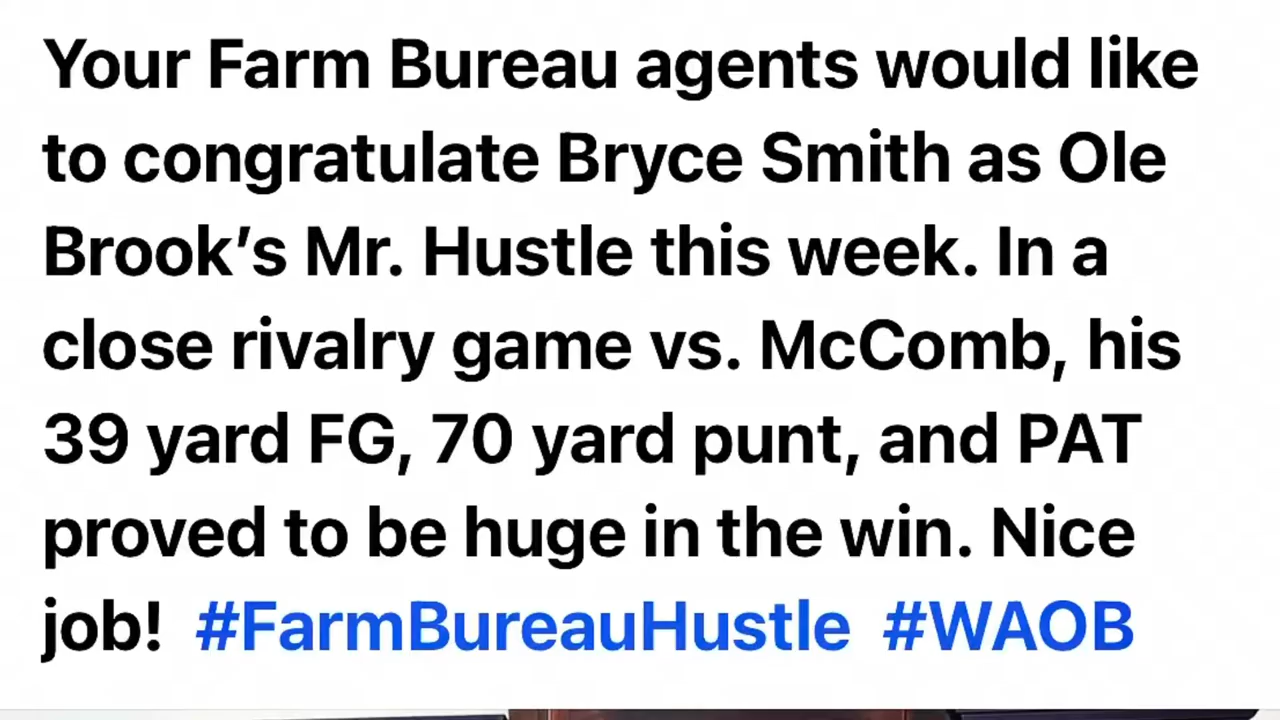 Your Farm Bureau agents would like
to congratulate Bryce Smith as Ole
Brook’s Mr. Hustle this week. In a
close rivalry game vs. McComb, his
39 yard FG, 70 yard punt, and PAT
proved to be huge in the win. Nice
job!  #FarmBureauHustle  #WAOB